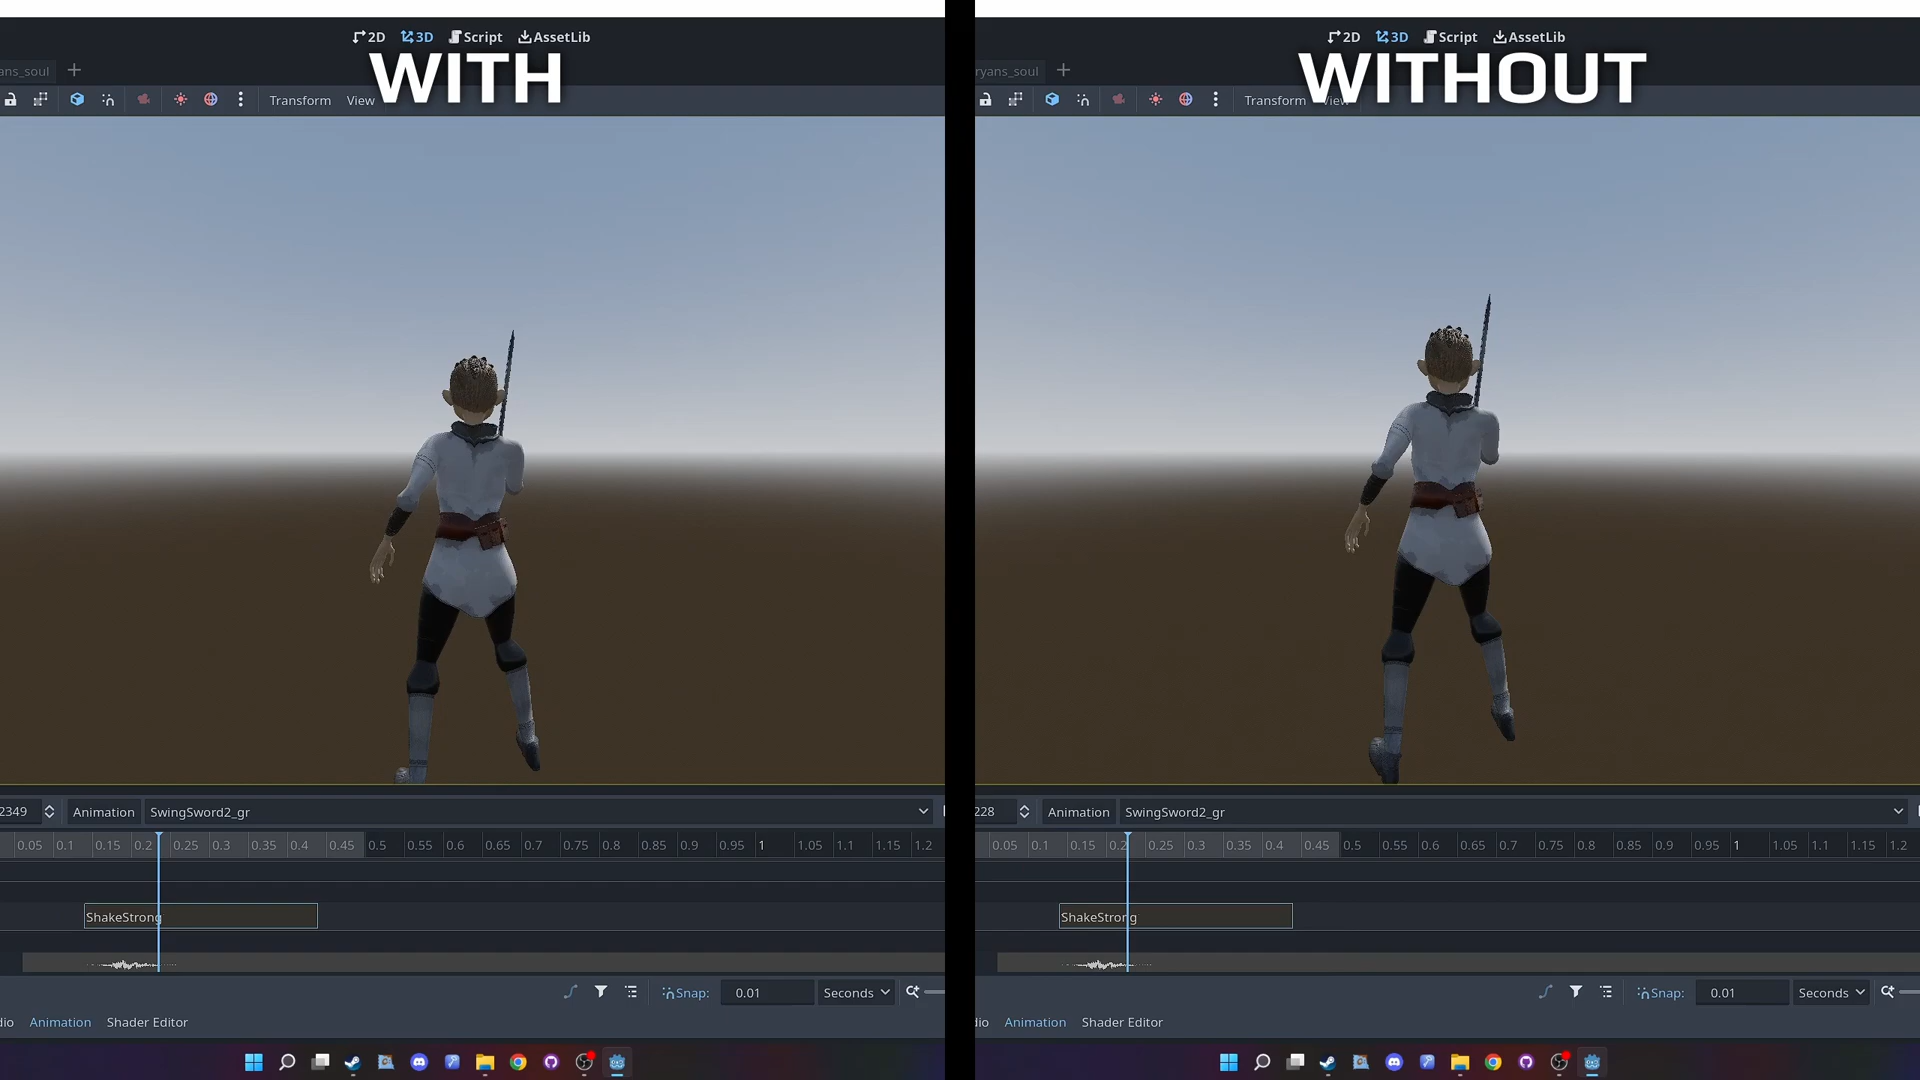 2D 3D Script AssetLib
ans_soul
WITH
Transform View
2349 Animation SwingSword2_gr
0.05 0.1 0.15 0.2 0.25 0.3 0.35 0.4 0.45 0.5 0.55 0.6 0.65 0.7 0.75 0.8 0.85 0.9 0.95 1 1.05 1.1 1.15 1.2
ShakeStrong
Snap: 0.01 Seconds
dio Animation Shader Editor
2D 3D Script AssetLib
ryans_soul
WITHOUT
Transform View
228 Animation SwingSword2_gr
0.05 0.1 0.15 0.2 0.25 0.3 0.35 0.4 0.45 0.5 0.55 0.6 0.65 0.7 0.75 0.8 0.85 0.9 0.95 1 1.05 1.1 1.15 1.2
ShakeStrong
Snap: 0.01 Seconds
dio Animation Shader Editor